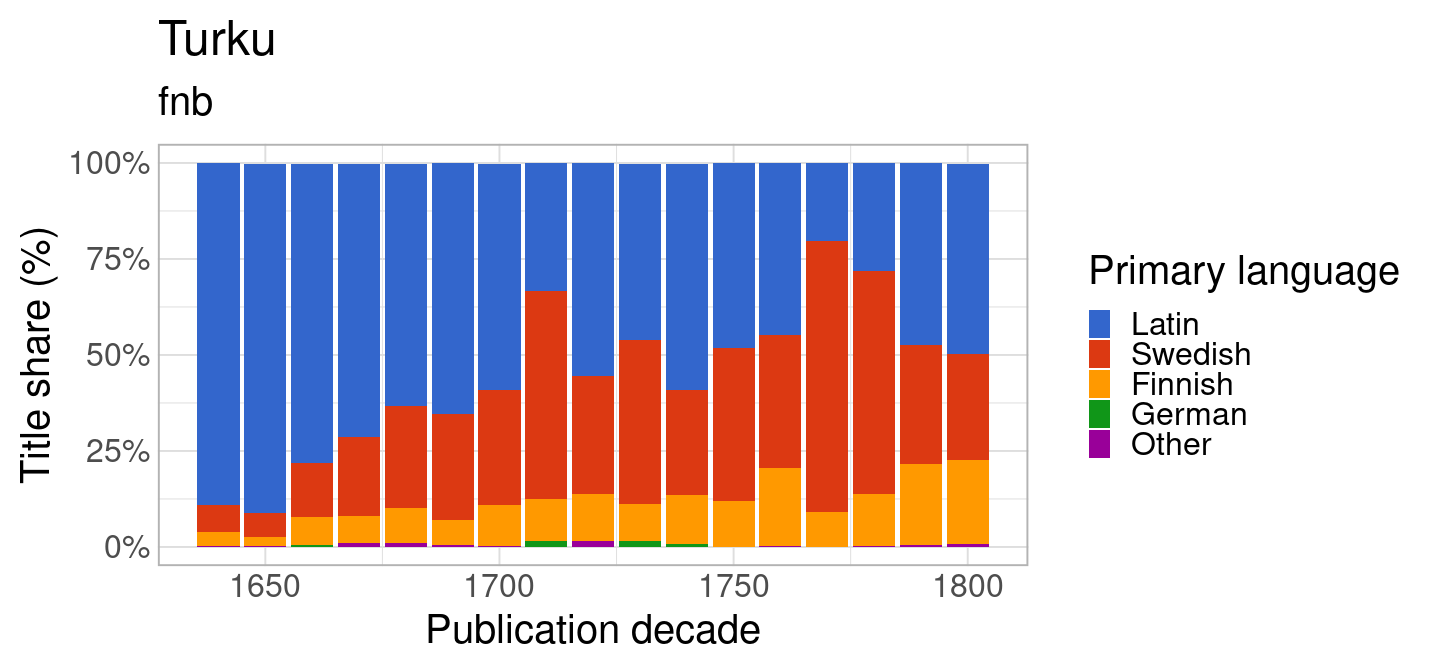 Turku
fnb
Title share (%)
100%
75%
50%
25%
0%
1650
1700
1750
1800
Publication decade
Primary language
Latin
Swedish
Finnish
German
Other